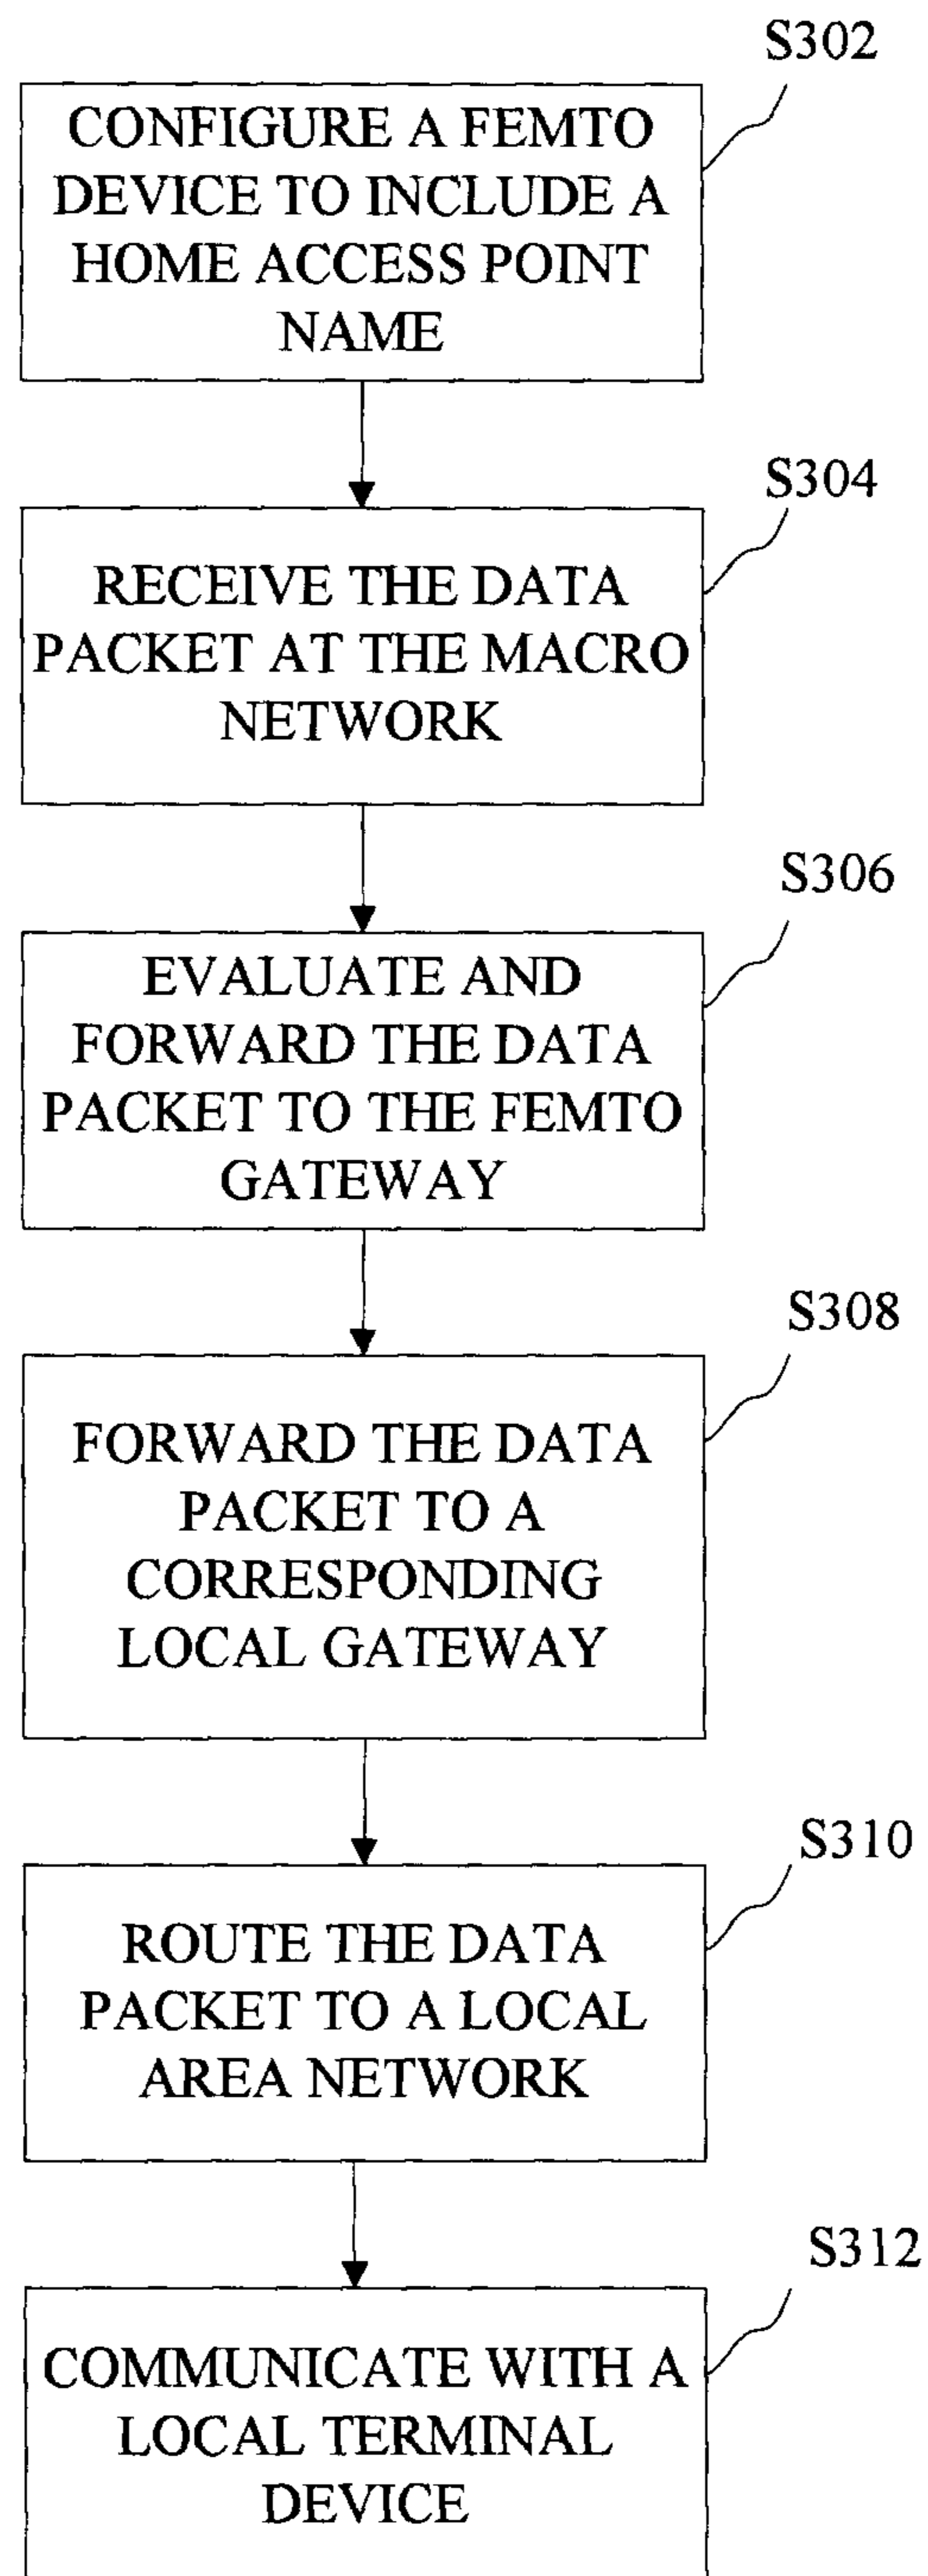 S302
CONFIGURE A FEMTO
DEVICE TO INCLUDE A
HOME ACCESS POINT
NAME
S304
RECEIVE THE DATA
PACKET AT THE MACRO
NETWORK
S306
EVALUATE AND
FORWARD THE DATA
PACKET TO THE FEMTO
GATEWAY
S308
FORWARD THE DATA
PACKET TO A
CORRESPONDING
LOCAL GATEWAY
S310
ROUTE THE DATA
PACKET TO A LOCAL
AREA NETWORK
S312
COMMUNICATE WITH A
LOCAL TERMINAL
DEVICE